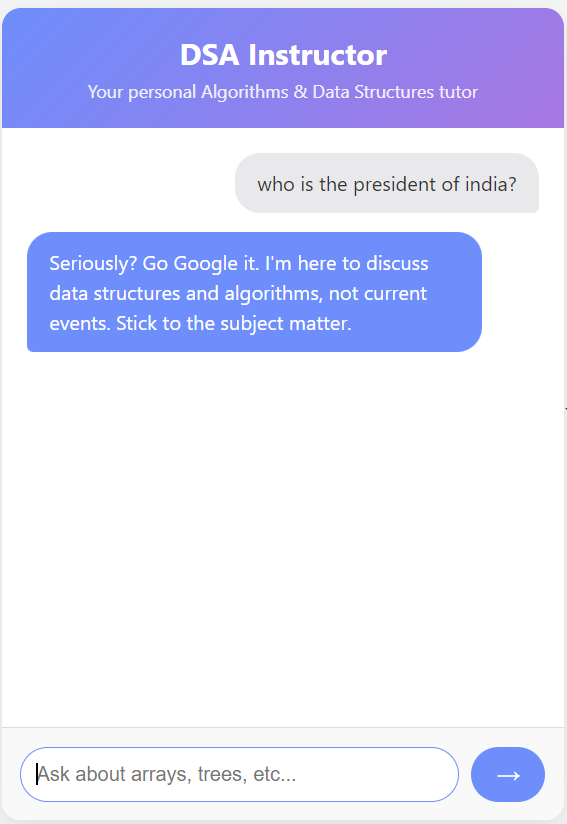 DSA Instructor
Your personal Algorithms & Data Structures tutor
who is the president of india?
Seriously? Go Google it. I'm here to discuss
data structures and algorithms, not current
events. Stick to the subject matter.
Ask about arrays, trees, etc...
→